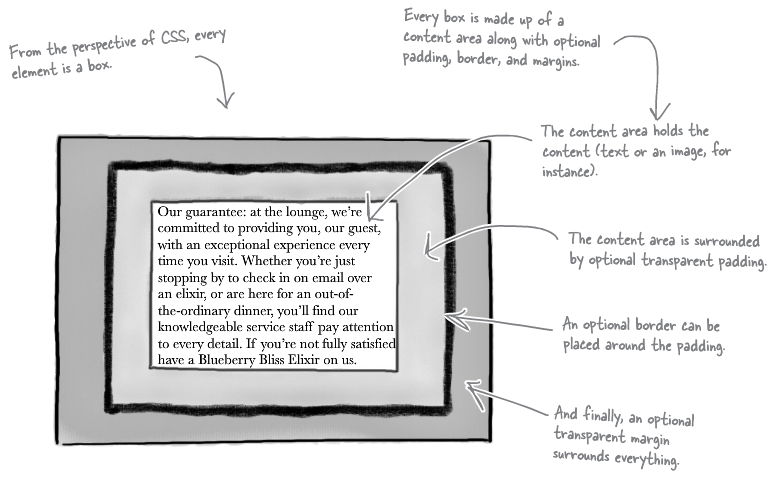 From the perspective of CSS, every
element is a box.
Every box is made up of a
content area along with optional
padding, border, and margins.
The content area holds the
content (text or an image, for
instance).
Our guarantee: at the lounge, we're
committed to providing you, our guest,
with an exceptional experience every
time you visit. Whether you're just
stopping by to check in on email over
an elixir, or are here for an out-of-
the-ordinary dinner, you'll find our
knowledgeable service staff pay attention
to every detail. If you're not fully satisfied
have a Blueberry Bliss Elixir on us.
The content area is surrounded
by optional transparent padding.
An optional border can be
placed around the padding.
And finally, an optional
transparent margin
surrounds everything.